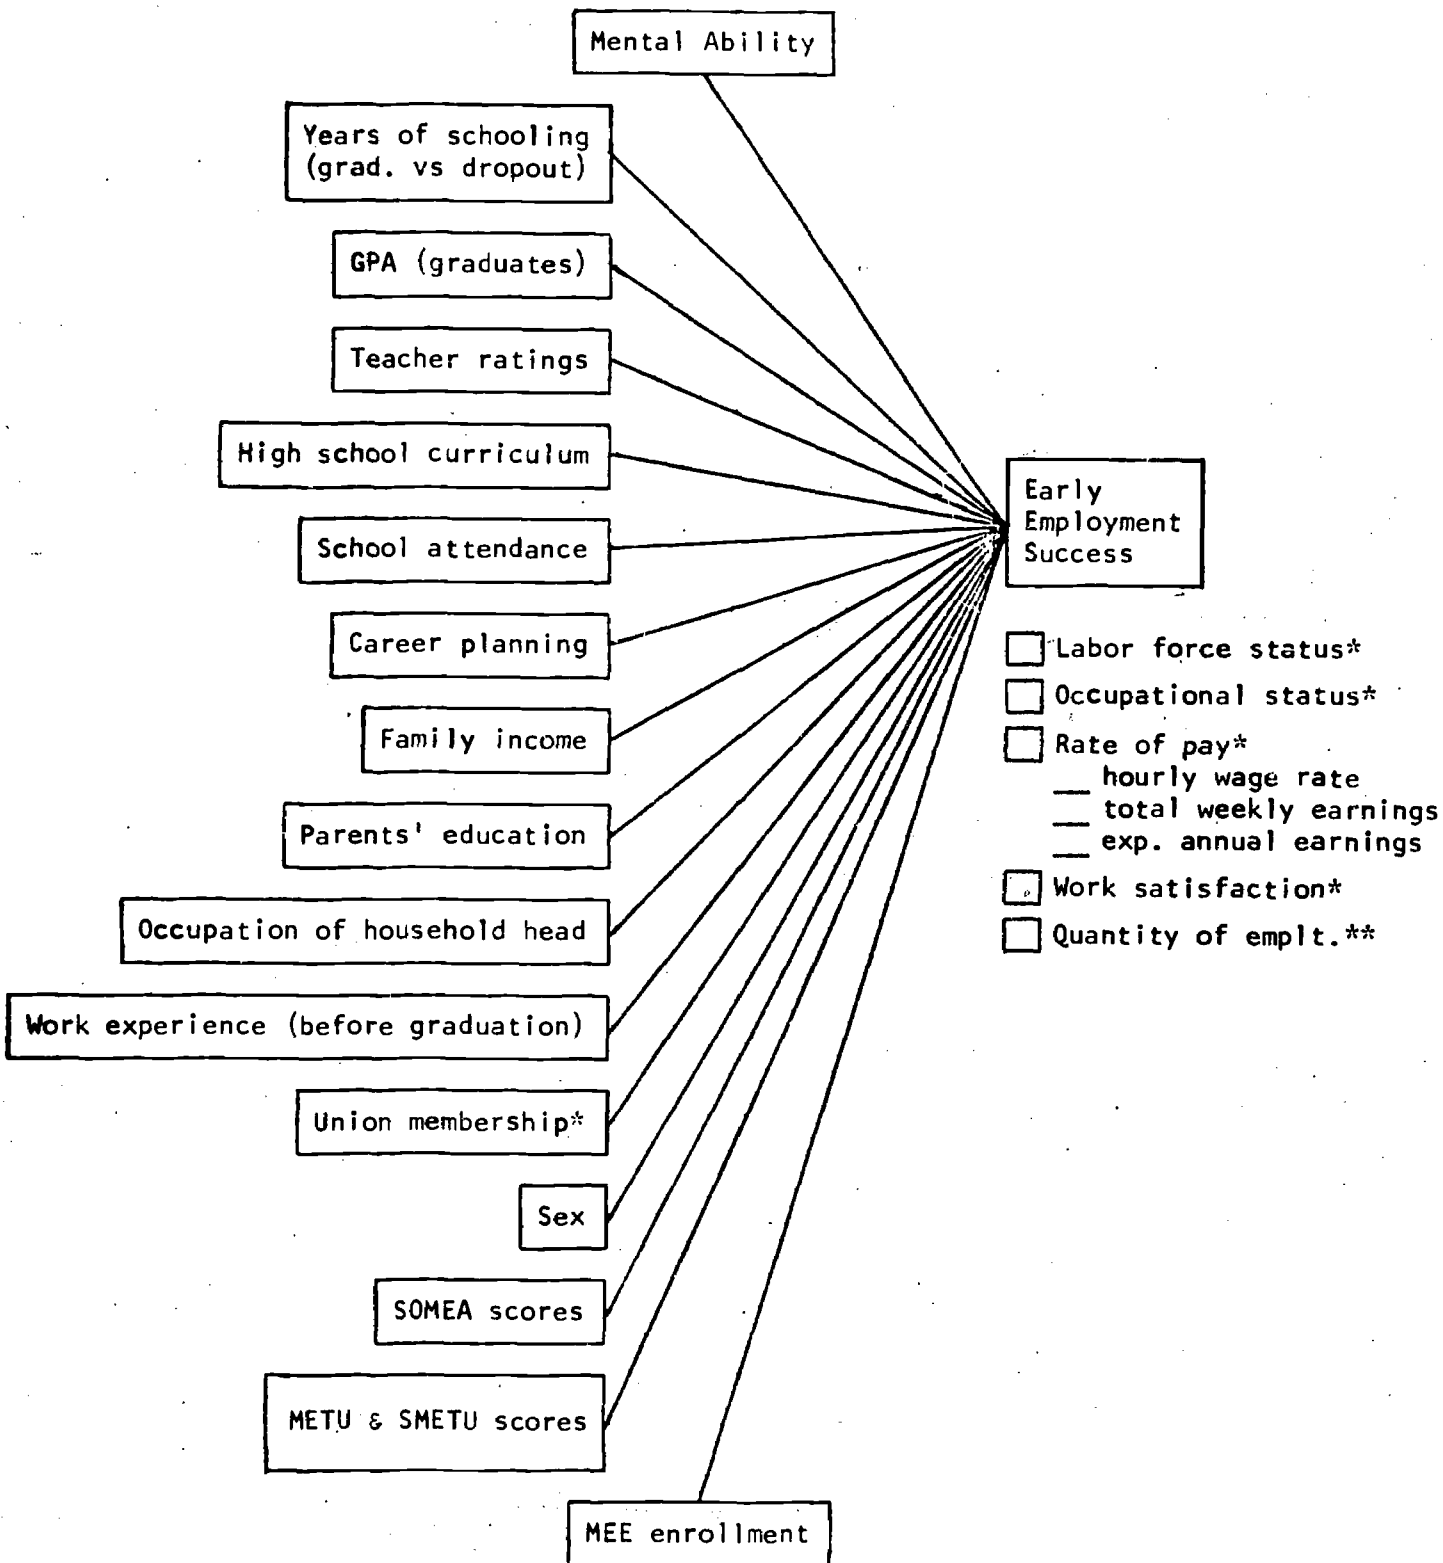 Mental Ability
Years of schooling
(grad. vs dropout)
GPA (graduates)
Teacher ratings
High school curriculum
School attendance
Career planning
Family income
Parents' education
Occupation of household head
Work experience (before graduation)
Union membership*
Sex
SOMEA scores
METU & SMETU scores
MEE enrollment
Early
Employment
Success
Labor force status*
Occupational status*
Rate of pay*
__ hourly wage rate
__ total weekly earnings
__ exp. annual earnings
Work satisfaction*
Quantity of emplt.**